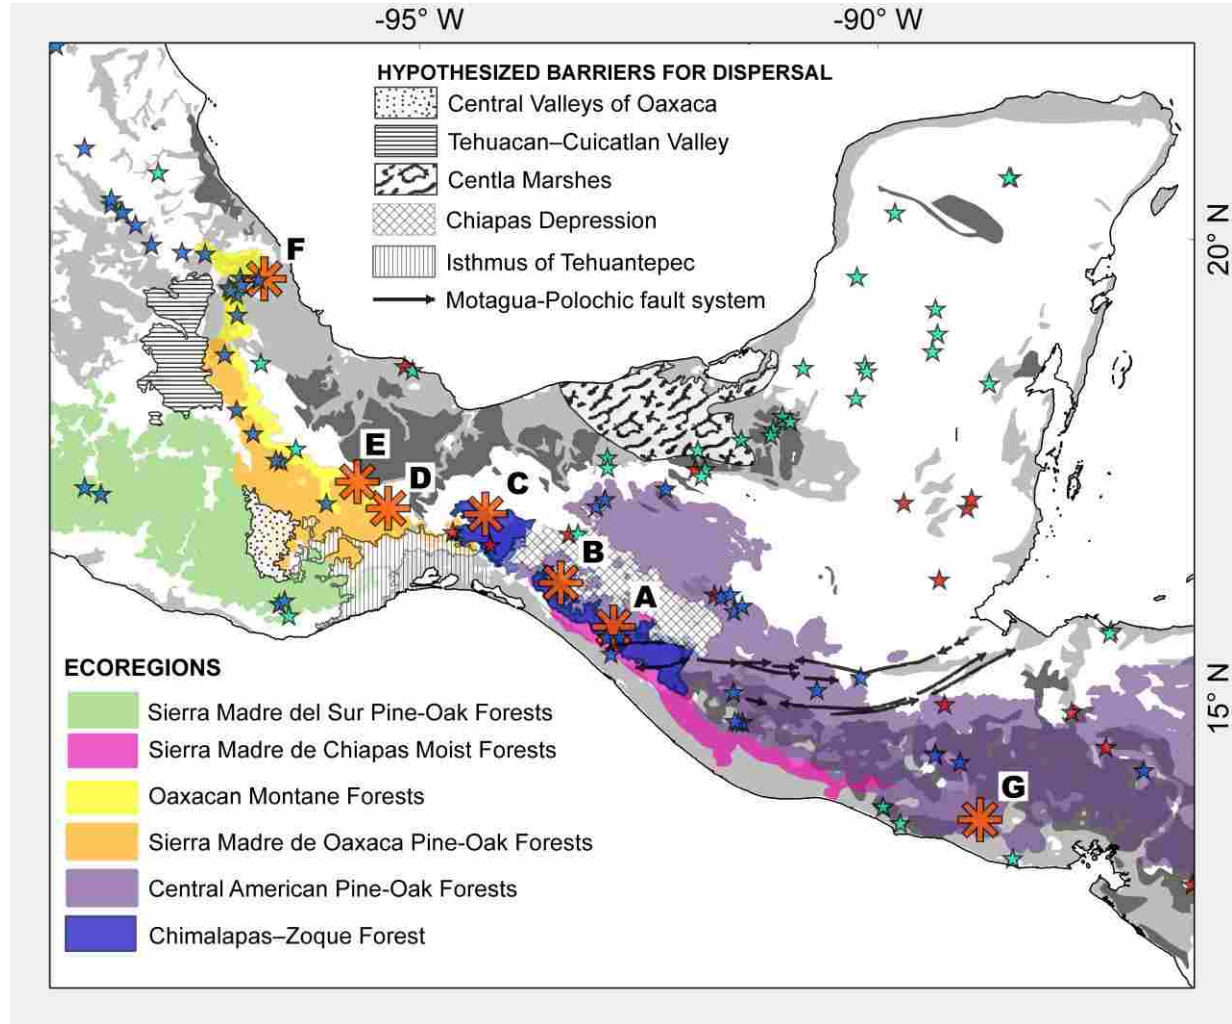 -95° W
-90° W
HYPOTHESIZED BARRIERS FOR DISPERSAL
Central Valleys of Oaxaca
Tehuacan–Cuicatlan Valley
Centla Marshes
Chiapas Depression
Isthmus of Tehuantepec
Motagua-Polochic fault system
20° N
F
E
D
C
B
A
15° N
ECOREGIONS
Sierra Madre del Sur Pine-Oak Forests
Sierra Madre de Chiapas Moist Forests
Oaxacan Montane Forests
Sierra Madre de Oaxaca Pine-Oak Forests
Central American Pine-Oak Forests
Chimalapas–Zoque Forest
G